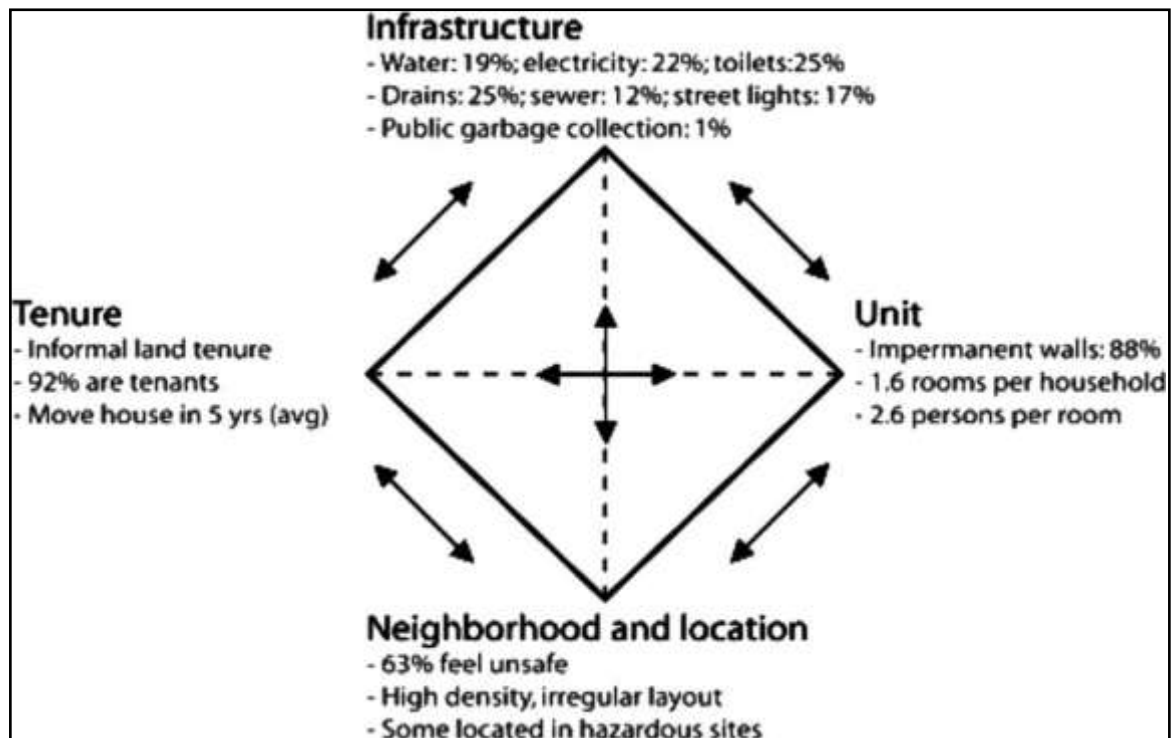 Infrastructure
- Water: 19%; electricity: 22%; toilets:25%
- Drains: 25%; sewer: 12%; street lights: 17%
- Public garbage collection: 1%
Tenure
- Informal land tenure
- 92% are tenants
- Move house in 5 yrs (avg)
Unit
- Impermanent walls: 88%
- 1.6 rooms per household
- 2.6 persons per room
Neighborhood and location
- 63% feel unsafe
- High density, irregular layout
- Some located in hazardous sites